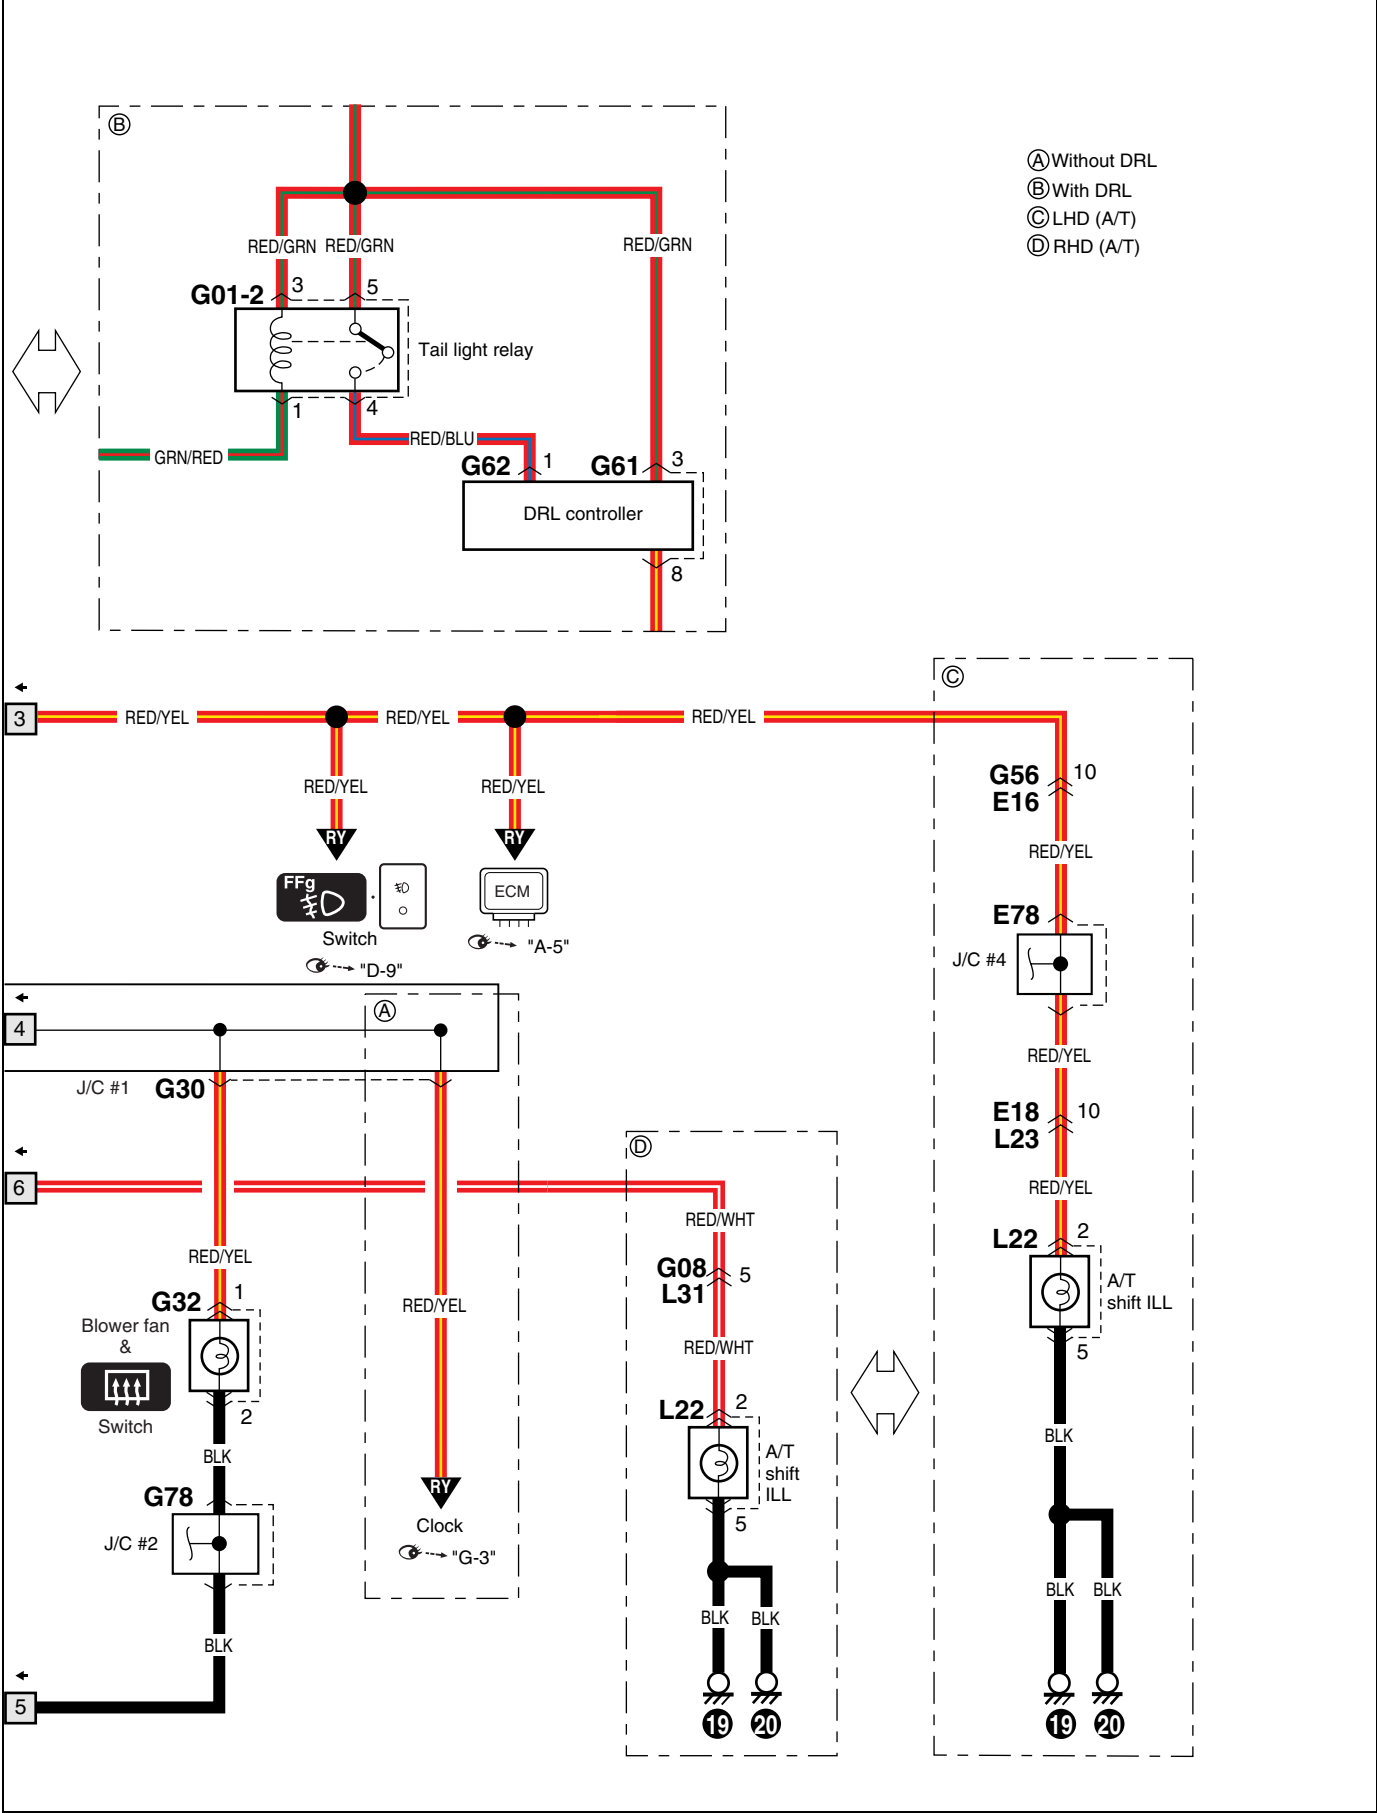 B
A Without DRL
B With DRL
C LHD (A/T)
D RHD (A/T)
RED/GRN RED/GRN RED/GRN
G01-2 3 5
Tail light relay
1 4
RED/BLU
GRN/RED
G62 1 G61 3
DRL controller
8
C
3 RED/YEL RED/YEL RED/YEL
G56 10
E16
RED/YEL RED/YEL
RY RY
RED/YEL
FFg
ECM
E78
Switch
"A-5"
J/C #4
"D-9"
A
4
RED/YEL
J/C #1 G30
E18 10
L23
D
6
RED/YEL
RED/WHT
L22 2
RED/YEL
G08 5
L31
A/T
shift ILL
G32 1
RED/YEL
Blower fan
&
RED/WHT
5
Switch
2
L22 2
BLK
BLK
A/T
shift
ILL
RY
G78
Clock
5
J/C #2
"G-3"
BLK BLK
BLK BLK
BLK
5
19 20
19 20